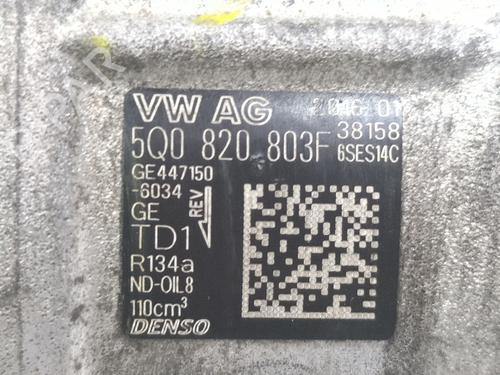 VW AG
5Q0 820 803F
38158
6SES14C
GE447150
-6034
GE
REV
TD1
R134a
ND-OIL8
110cm³
DENSO